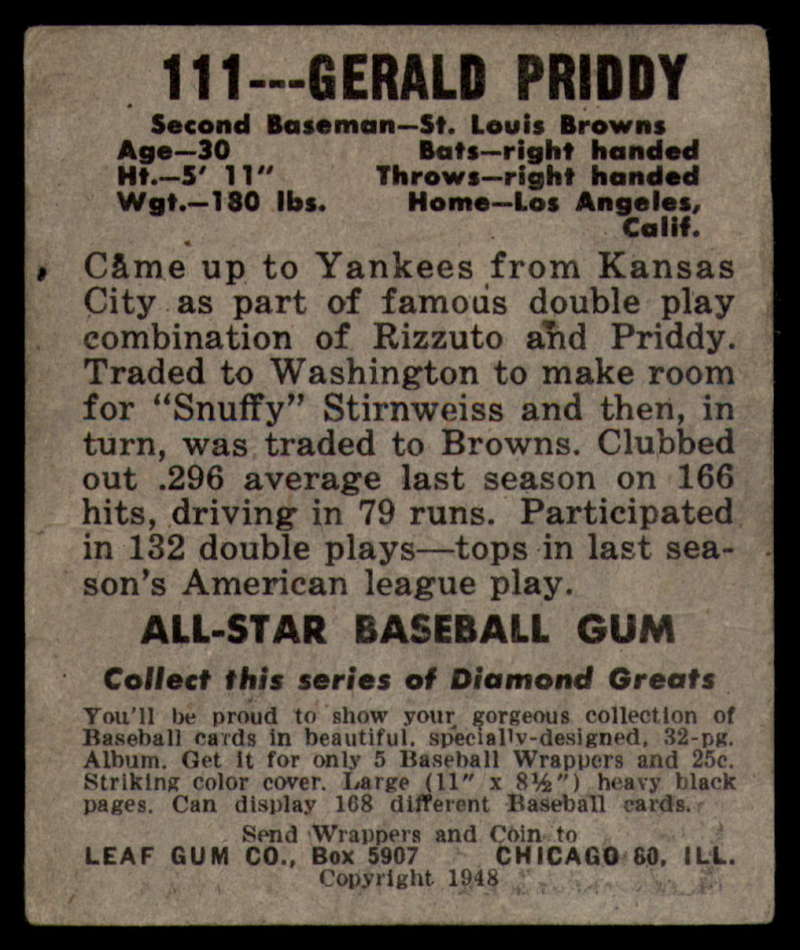 111---GERALD PRIDDY
Second Baseman—St. Louis Browns
Age—30 Bats—right handed
Ht.—5' 11" Throws—right handed
Wgt.—180 lbs. Home—Los Angeles,
Calif.
Came up to Yankees from Kansas
City as part of famous double play
combination of Rizzuto and Priddy.
Traded to Washington to make room
for "Snuffy" Stirnweiss and then, in
turn, was traded to Browns. Clubbed
out .296 average last season on 166
hits, driving in 79 runs. Participated
in 132 double plays—tops in last sea-
son's American league play.
ALL-STAR BASEBALL GUM
Collect this series of Diamond Greats
You'll be proud to show your gorgeous collection of
Baseball cards in beautiful, specially-designed, 32-pg.
Album. Get it for only 5 Baseball Wrappers and 25c.
Striking color cover. Large (11" x 8½") heavy black
pages. Can display 168 different Baseball cards.
Send Wrappers and Coin to
LEAF GUM CO., Box 5907 CHICAGO 80, ILL.
Copyright 1948